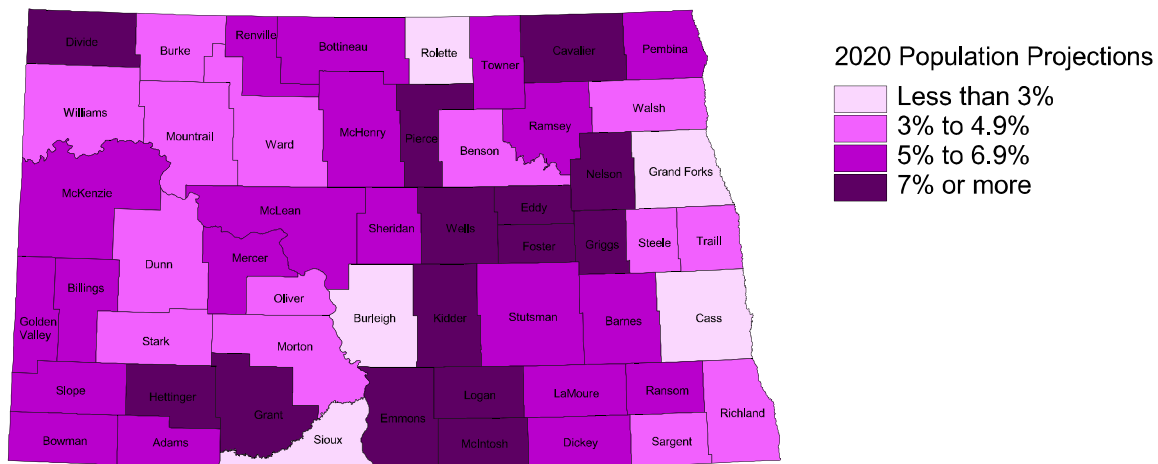 Divide
Burke
Renville
Bottineau
Rolette
Towner
Cavalier
Pembina
2020 Population Projections
Less than 3%
3% to 4.9%
5% to 6.9%
7% or more
Williams
Mountrail
Ward
McHenry
Pierce
Benson
Ramsey
Walsh
Nelson
Grand Forks
McKenzie
McLean
Sheridan
Wells
Eddy
Foster
Griggs
Steele
Traill
Dunn
Mercer
Billings
Oliver
Golden
Valley
Stark
Morton
Burleigh
Kidder
Stutsman
Barnes
Cass
Slope
Hettinger
Grant
Emmons
Logan
LaMoure
Ransom
Richland
Bowman
Adams
Sioux
McIntosh
Dickey
Sargent